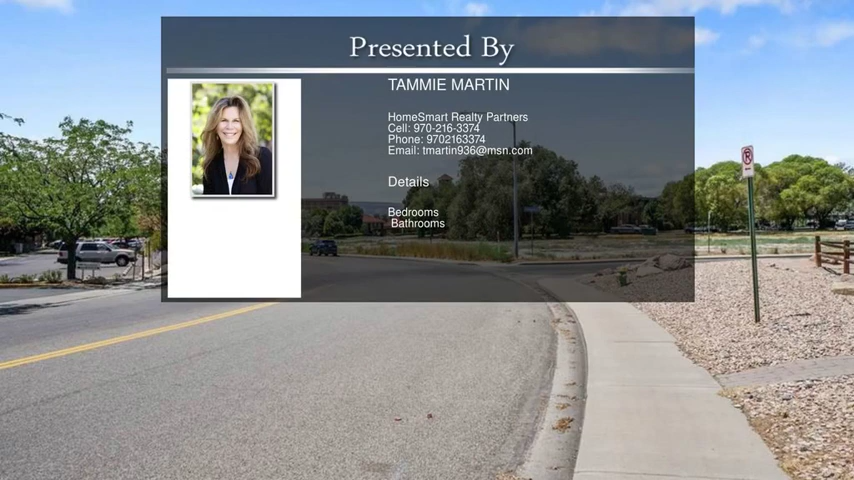 Presented By
TAMMIE MARTIN
HomeSmart Realty Partners
Cell: 970-216-3374
Phone: 9702163374
Email: tmartin936@msn.com
Details
Bedrooms
Bathrooms